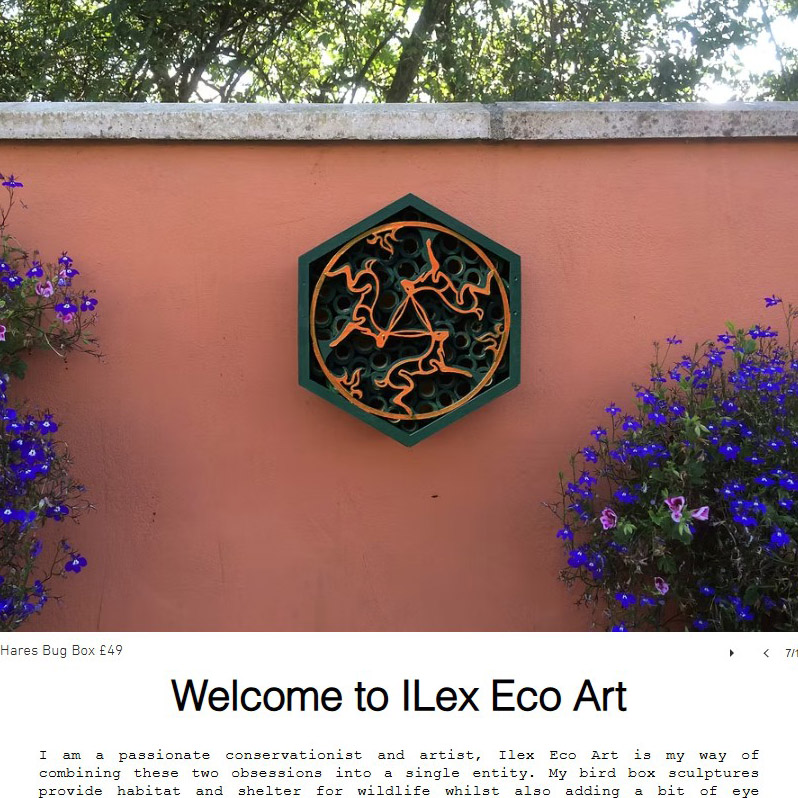 Hares Bug Box £49
7/1
Welcome to ILex Eco Art
I am a passionate conservationist and artist, Ilex Eco Art is my way of
combining these two obsessions into a single entity. My bird box sculptures
provide habitat and shelter for wildlife whilst also adding a bit of eye